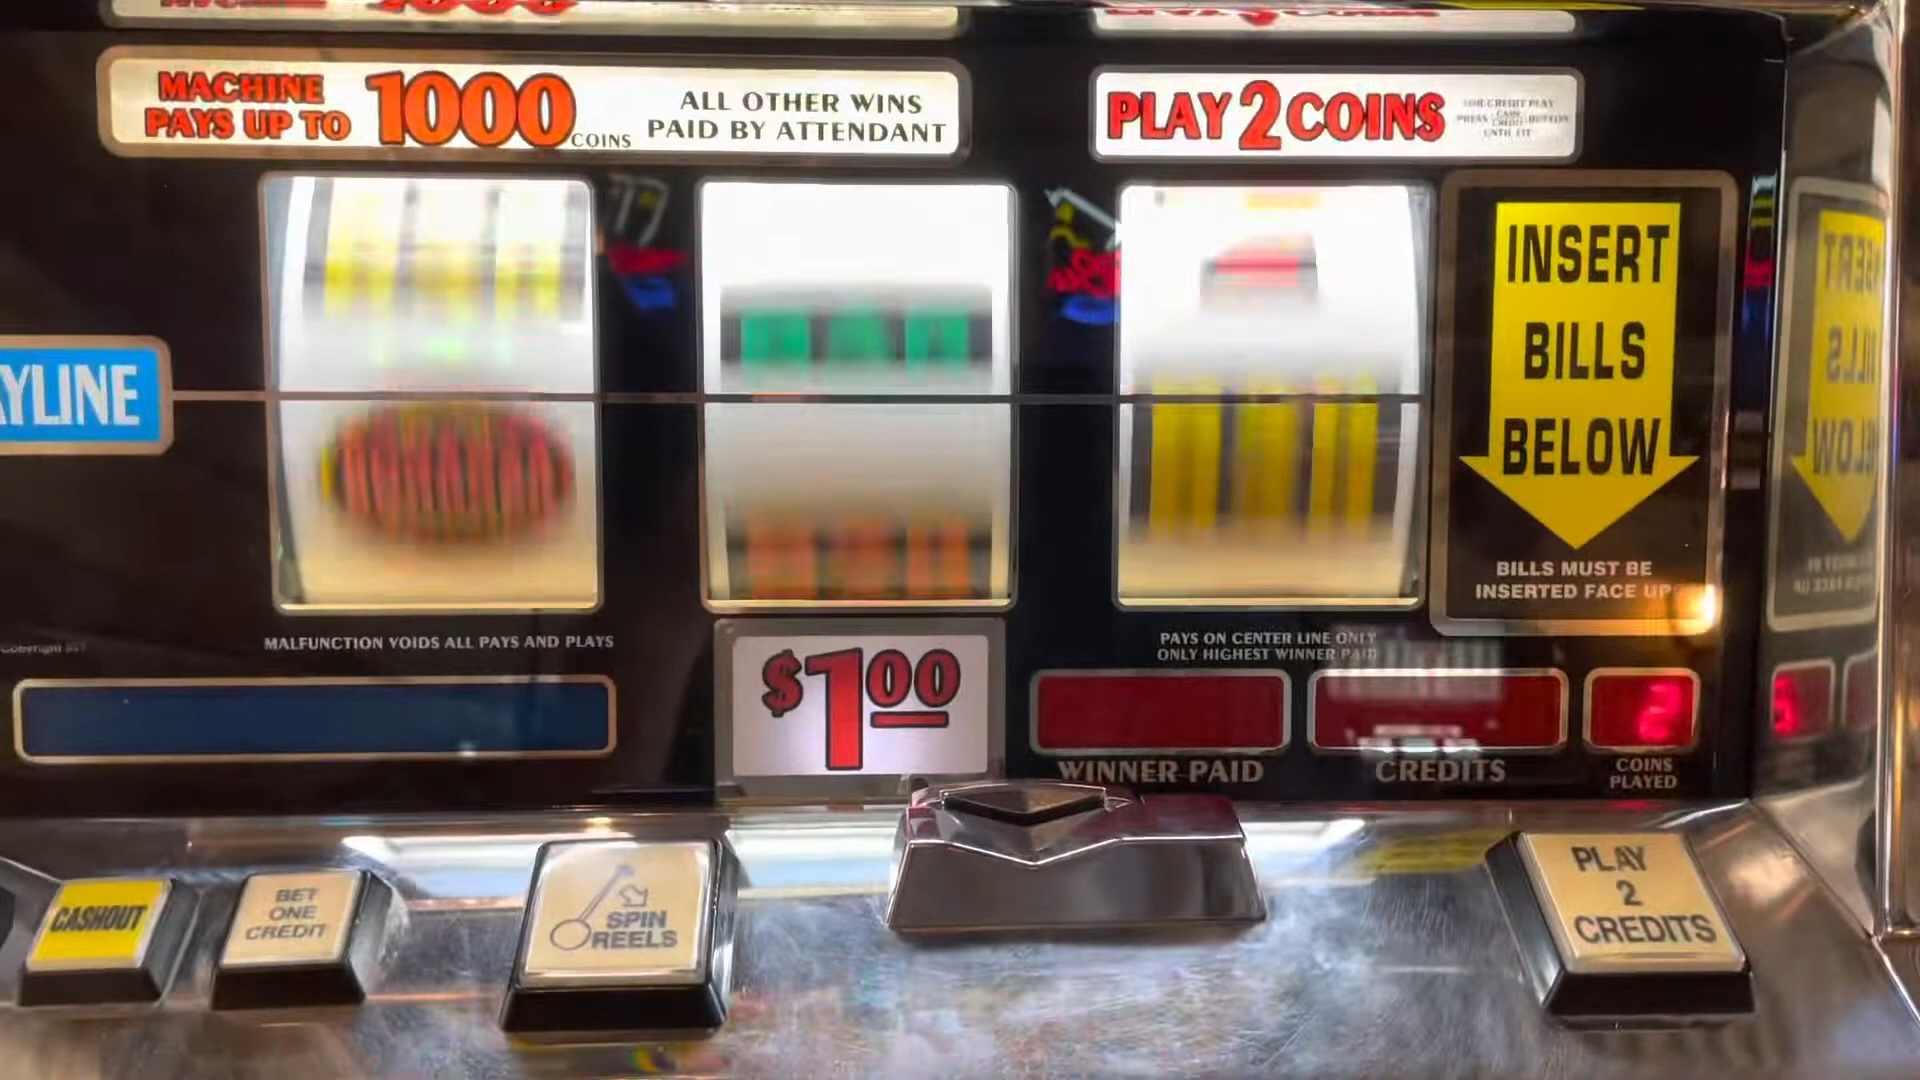 1000
MACHINE
PAYS UP TO 1000 COINS
ALL OTHER WINS
PAID BY ATTENDANT
PLAY 2 COINS
UNTIL LIT
YLINE
INSERT
BILLS
BELOW
BILLS MUST BE
INSERTED FACE UP
MALFUNCTION VOIDS ALL PAYS AND PLAYS
PAYS ON CENTER LINE ONLY
ONLY HIGHEST WINNER PAID
$1.00
2
WINNER PAID
CREDITS
COINS
PLAYED
CASHOUT
BET
ONE
CREDIT
SPIN
REELS
PLAY
2
CREDITS